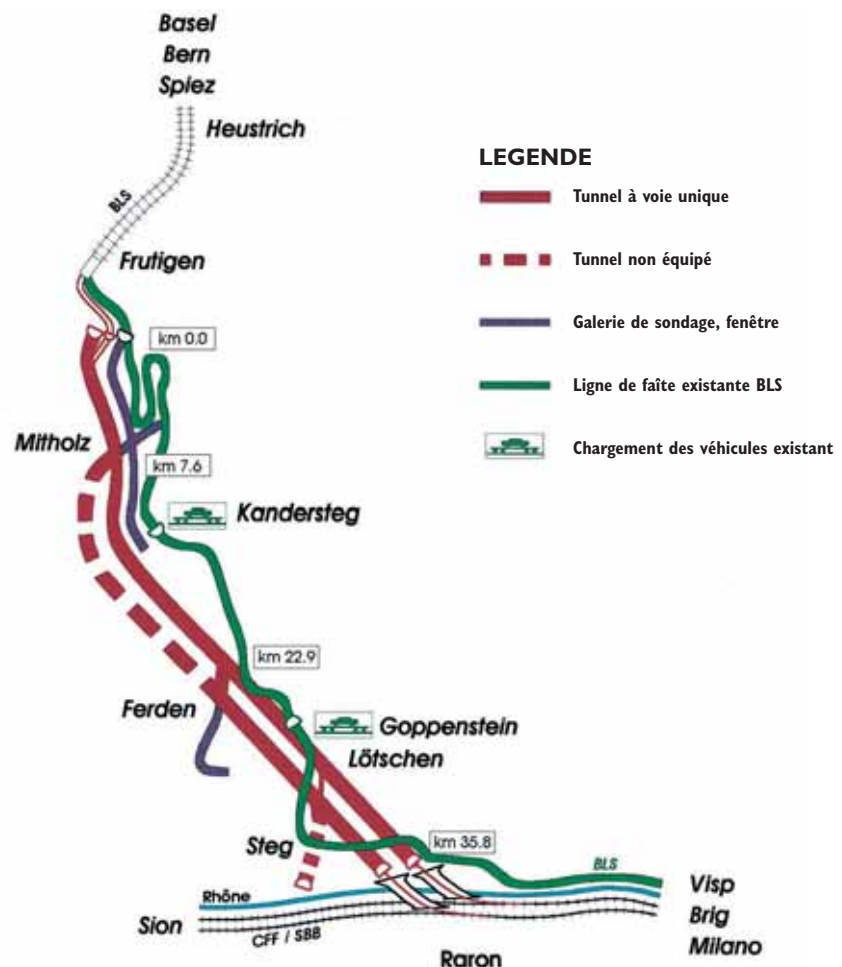 Basel
Bern
Spiez
Heustrich
BLS
Frutigen
km 0.0
Mitholz
km 7.6
Kandersteg
km 22.9
Ferden
Goppenstein
Lötschen
Steg
km 35.8
BLS
Rhône
Sion
CFF / SBB
Raron
Visp
Brig
Milano
LEGENDE
Tunnel à voie unique
Tunnel non équipé
Galerie de sondage, fenêtre
Ligne de faîte existante BLS
Chargement des véhicules existant